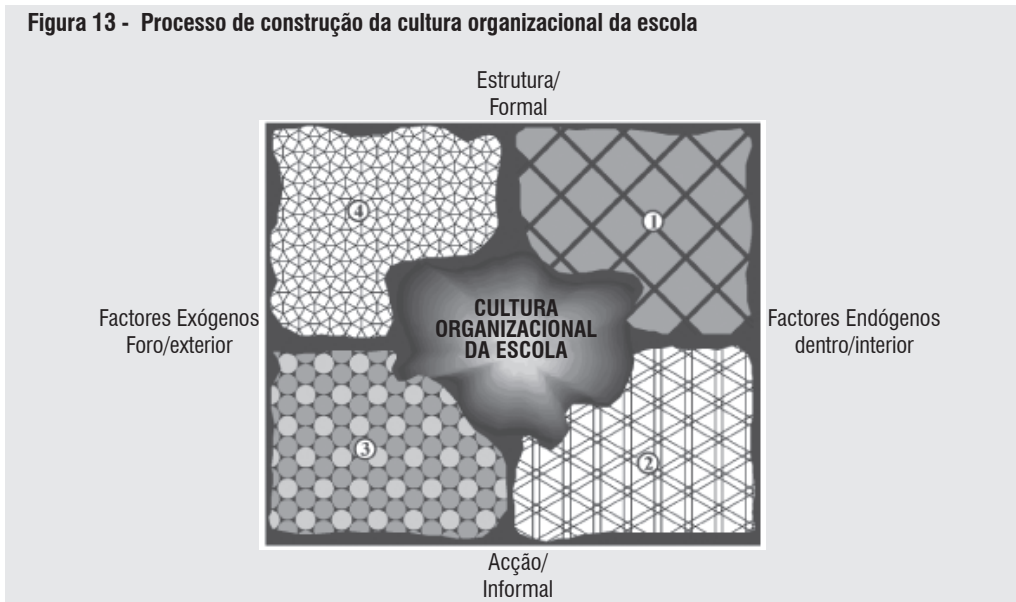 Figura 13 - Processo de construção da cultura organizacional da escola
Estrutura/
Formal
4
1
Factores Exógenos
Foro/exterior
CULTURA
ORGANIZACIONAL
DA ESCOLA
Factores Endógenos
dentro/interior
3
2
Acção/
Informal